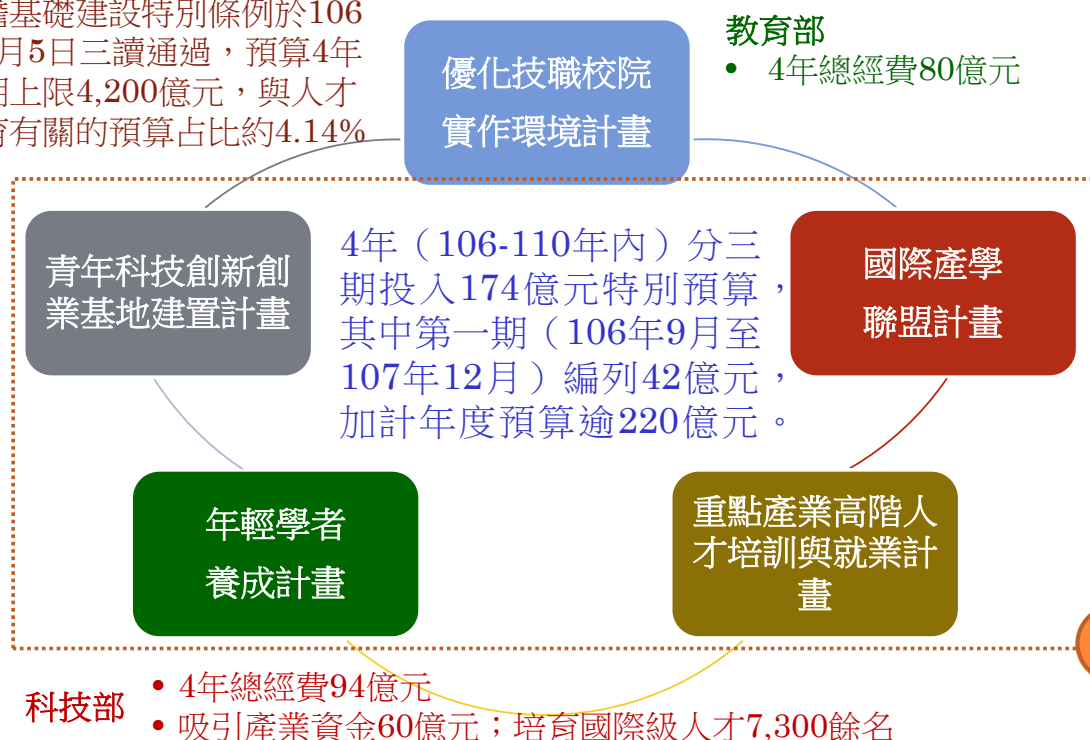 基礎建設特別條例於106
月5日三讀通過，預算4年
上限4,200億元，與人才
有關的預算占比約4.14%
優化技職校院
實作環境計畫
教育部
• 4年總經費80億元
青年科技創新創
業基地建置計畫
4年（106-110年內）分三
期投入174億元特別預算，
其中第一期（106年9月至
107年12月）編列42億元，
加計年度預算逾220億元。
國際產學
聯盟計畫
年輕學者
養成計畫
重點產業高階人
才培訓與就業計
畫
科技部
• 4年總經費94億元
• 吸引產業資金60億元；培育國際級人才7,300餘名